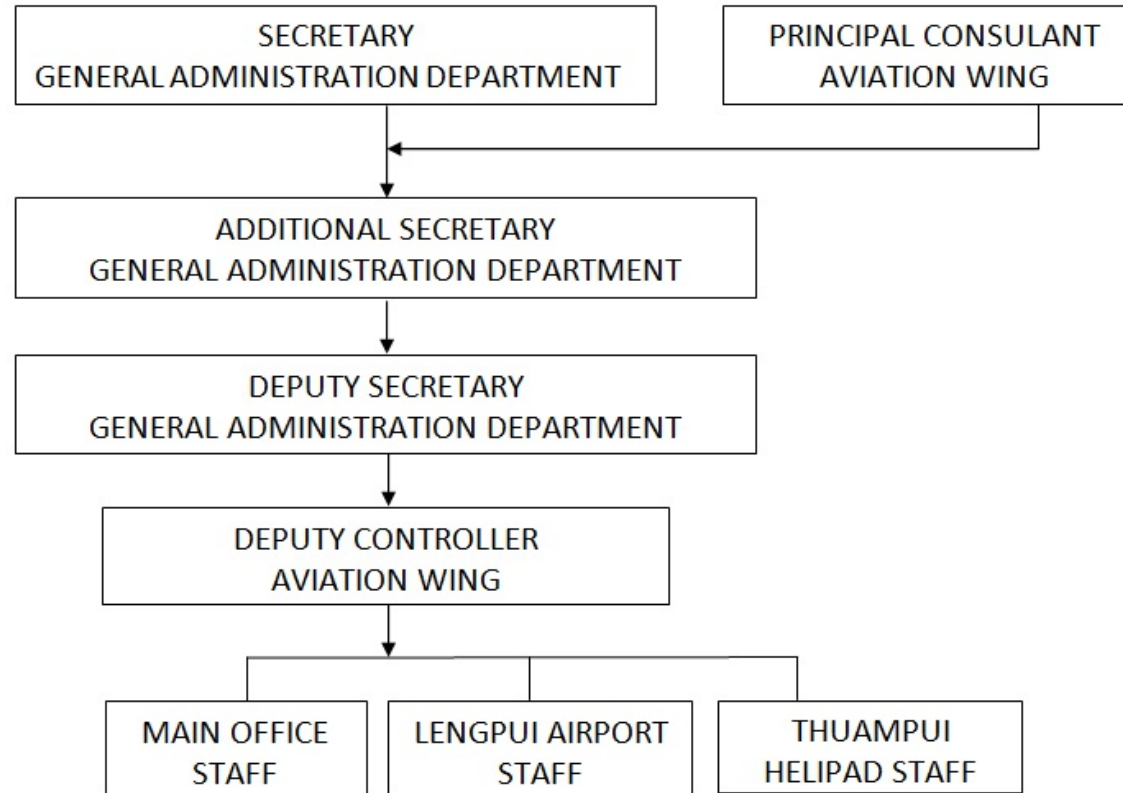 SECRETARY
GENERAL ADMINISTRATION DEPARTMENT
PRINCIPAL CONSULANT
AVIATION WING
ADDITIONAL SECRETARY
GENERAL ADMINISTRATION DEPARTMENT
DEPUTY SECRETARY
GENERAL ADMINISTRATION DEPARTMENT
DEPUTY CONTROLLER
AVIATION WING
MAIN OFFICE
STAFF
LENGPUI AIRPORT
STAFF
THUAMPUI
HELIPAD STAFF